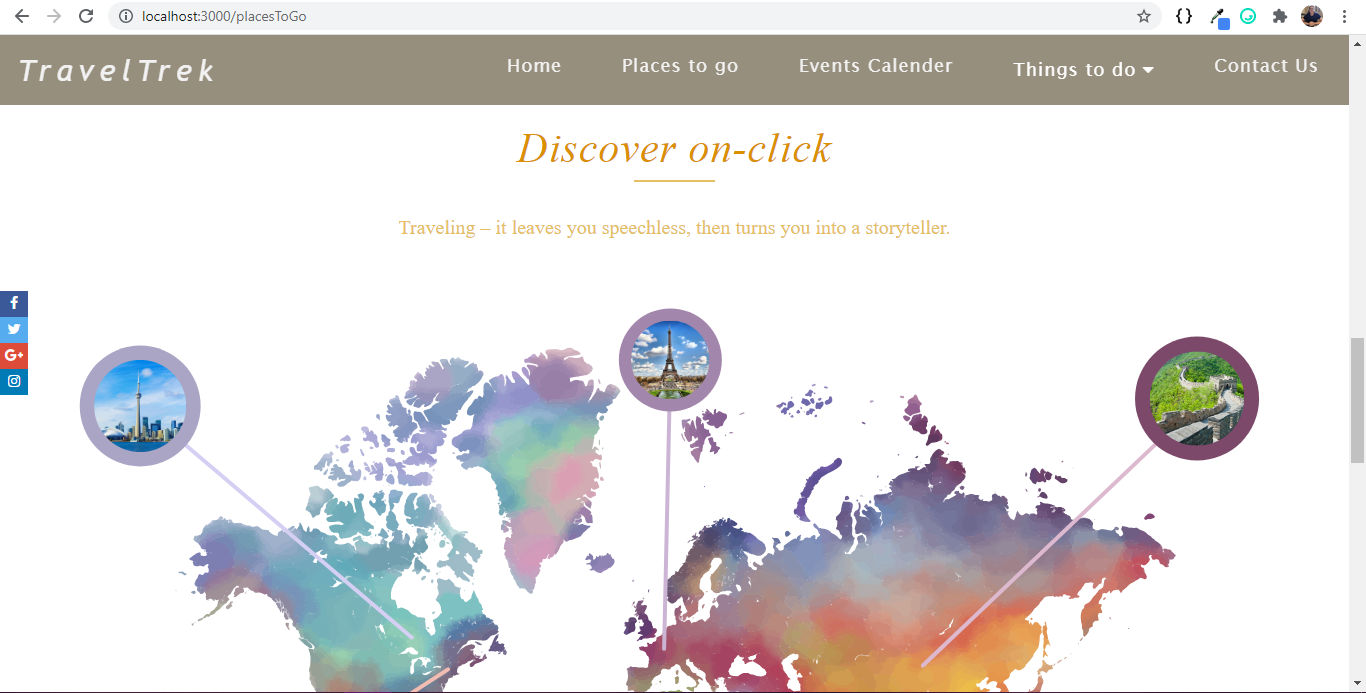 localhost:3000/placesToGo
TravelTrek Home Places to go Events Calender Things to do Contact Us
Discover on-click
Traveling – it leaves you speechless, then turns you into a storyteller.